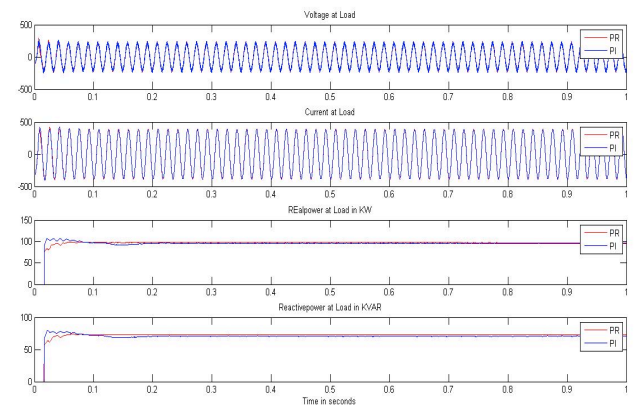 Voltage at Load
500
0
-500
PR
PI
0 0.1 0.2 0.3 0.4 0.5 0.6 0.7 0.8 0.9 1
Current at Load
500
0
-500
PR
PI
0 0.1 0.2 0.3 0.4 0.5 0.6 0.7 0.8 0.9 1
REalpower at Load in KW
150
100
50
0
PR
PI
0 0.1 0.2 0.3 0.4 0.5 0.6 0.7 0.8 0.9 1
Reactivepower at Load in KVAR
100
50
0
PR
PI
0 0.1 0.2 0.3 0.4 0.5 0.6 0.7 0.8 0.9 1
Time in seconds